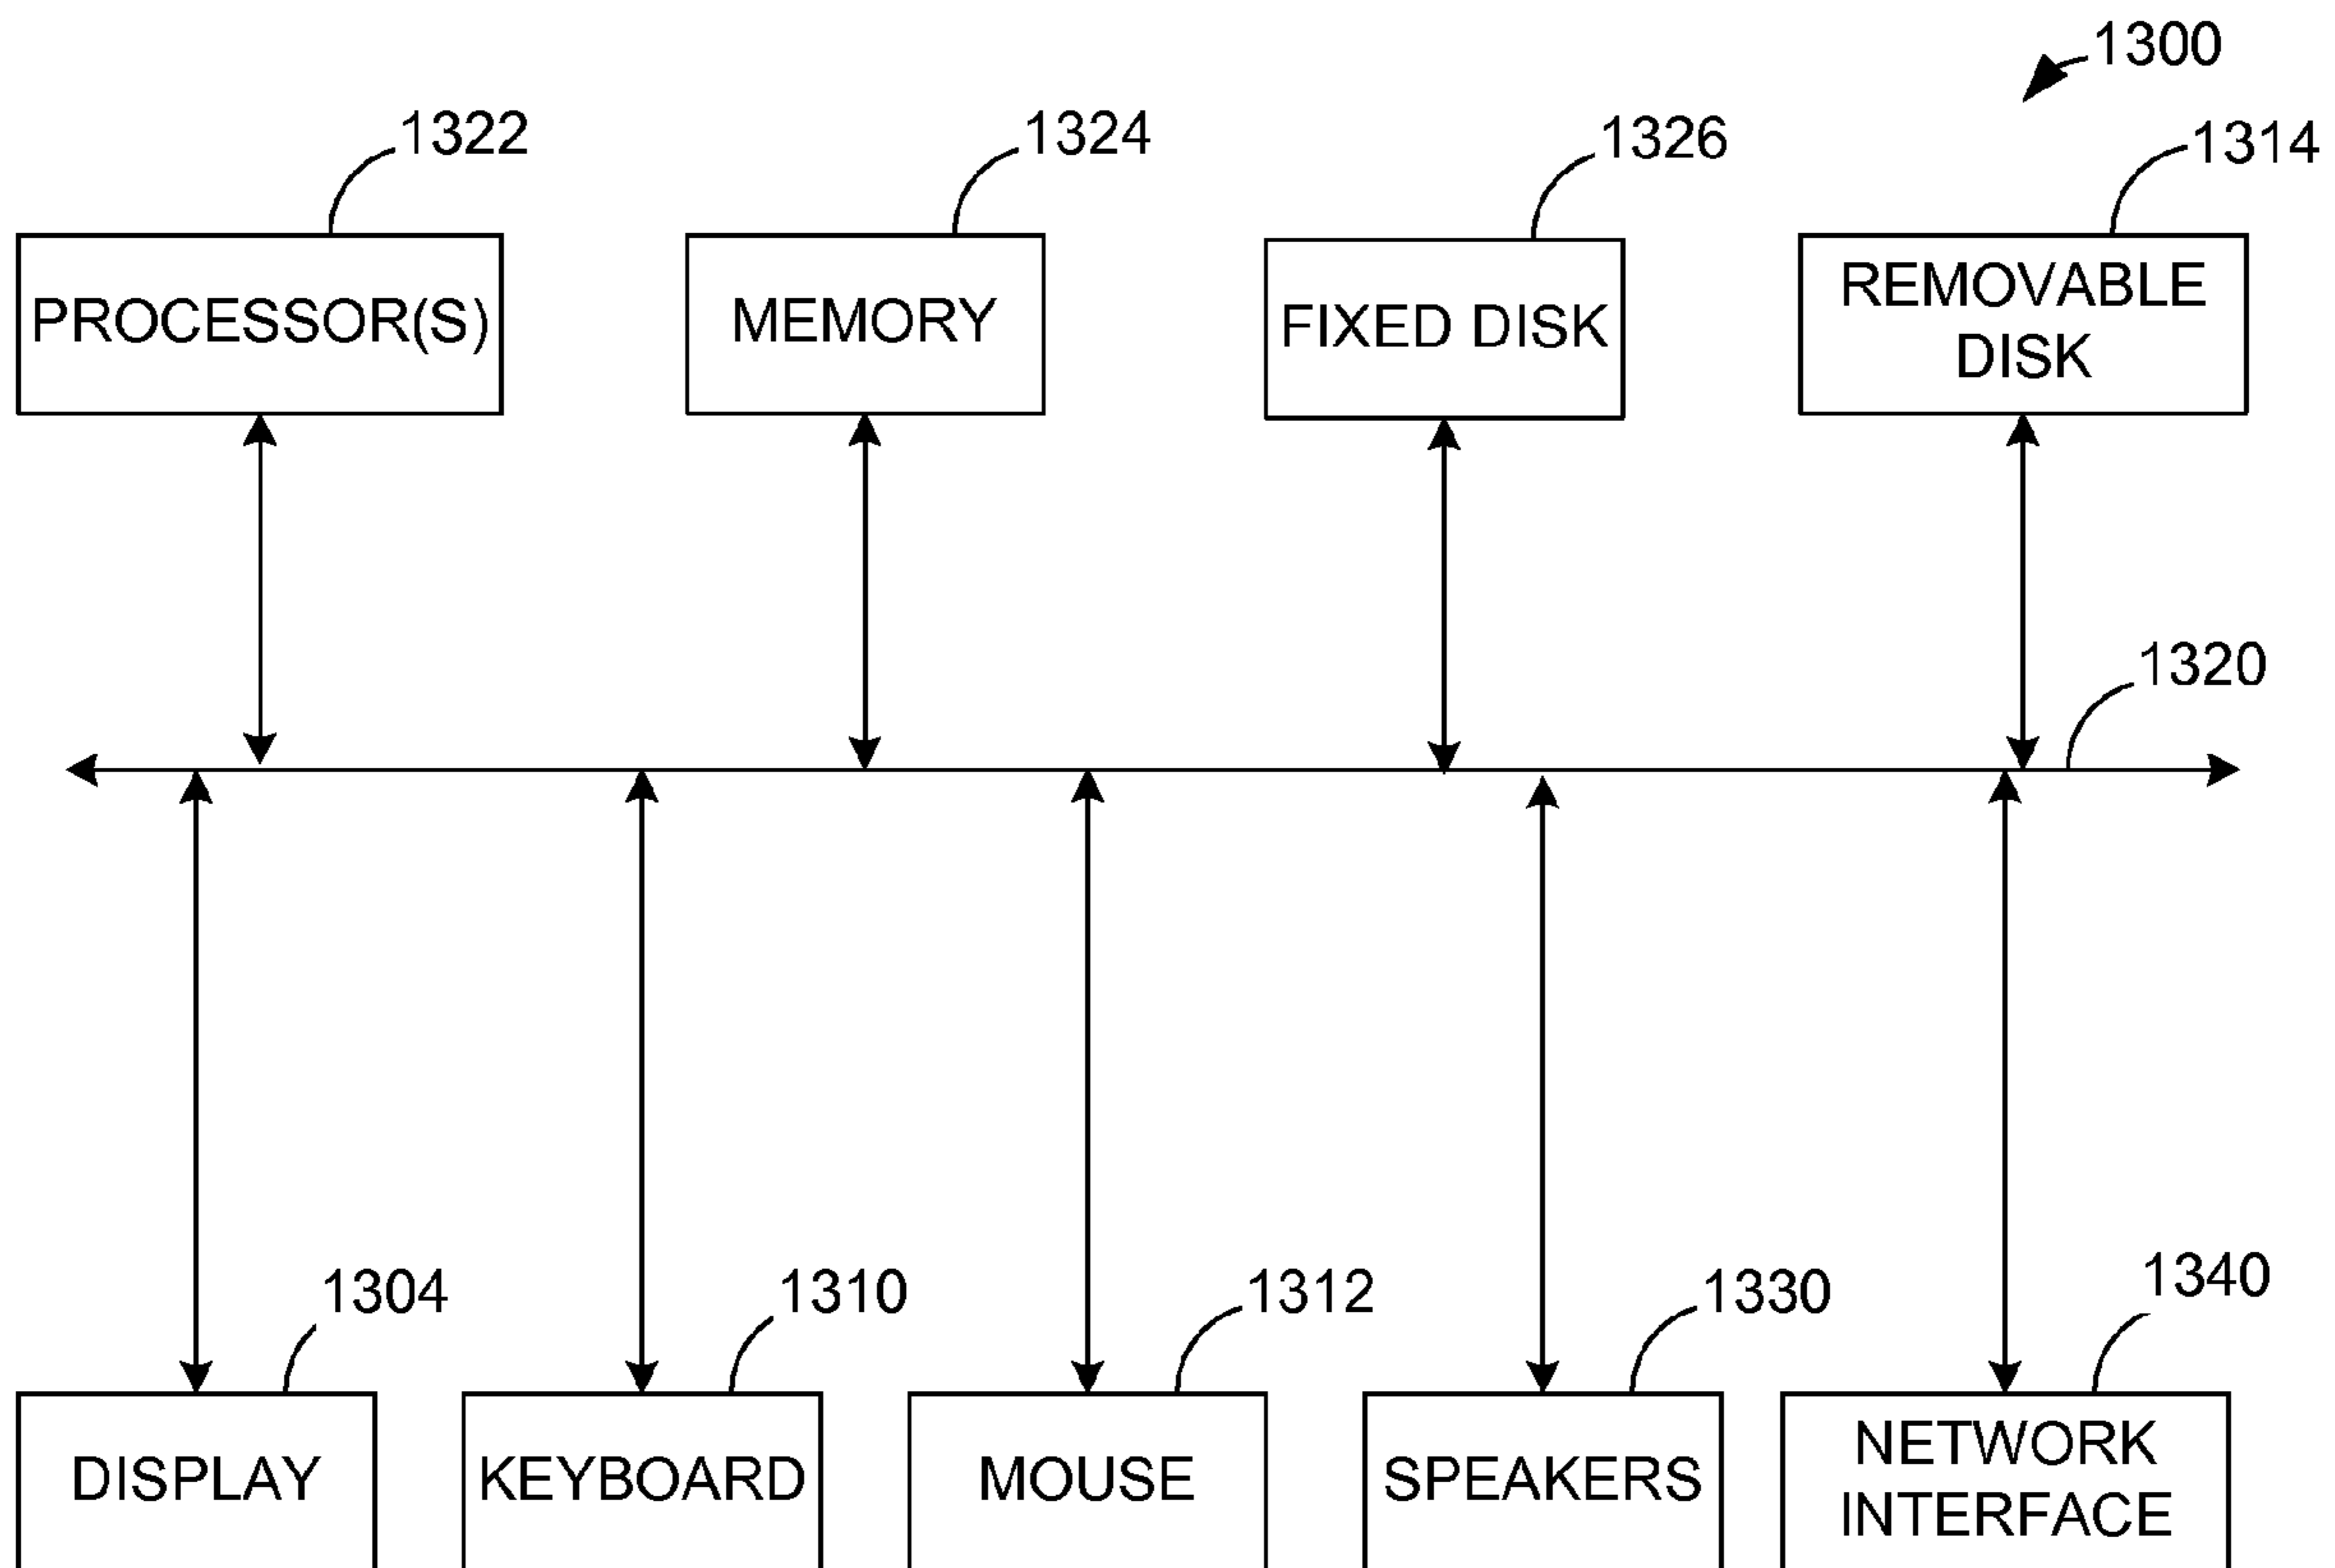 1300
1322
1324
1326
1314
PROCESSOR(S)
MEMORY
FIXED DISK
REMOVABLE
DISK
1320
1304
1310
1312
1330
1340
DISPLAY
KEYBOARD
MOUSE
SPEAKERS
NETWORK
INTERFACE